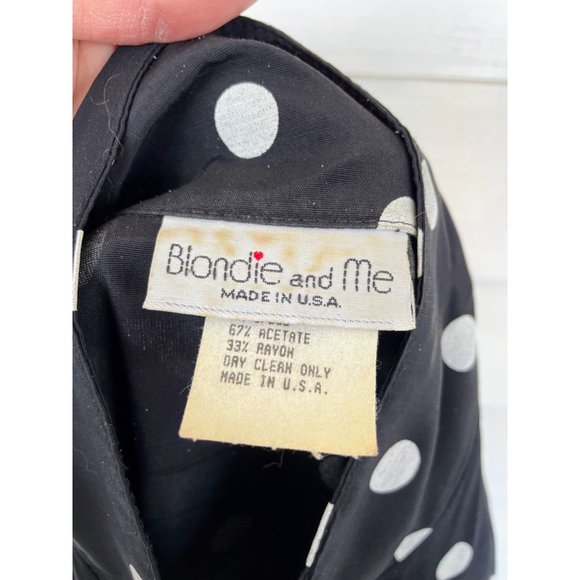 Blondie and Me
MADE IN U.S.A.
67% ACETATE
33% RAYON
DRY CLEAN ONLY
MADE IN U.S.A.